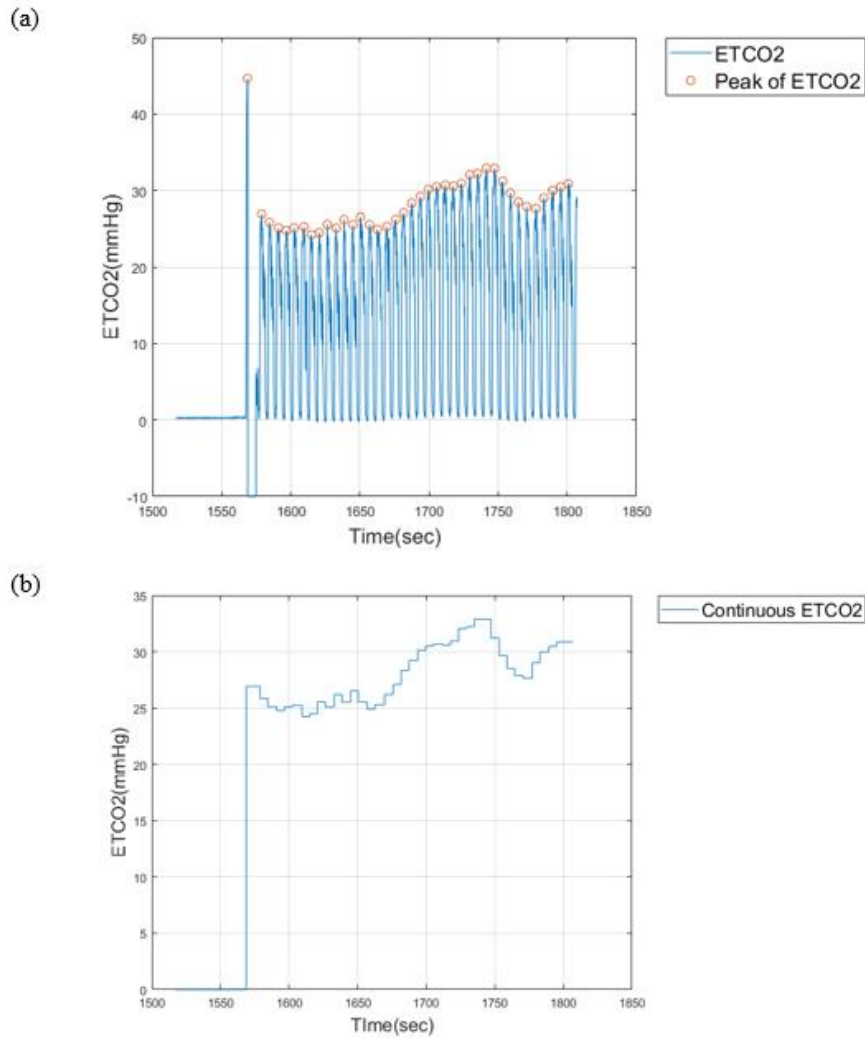 (a)
50
40
30
20
10
0
-10
ETCO2(mmHg)
1500 1550 1600 1650 1700 1750 1800 1850
Time(sec)
ETCO2
Peak of ETCO2
(b)
35
30
25
20
15
10
5
0
ETCO2(mmHg)
1500 1550 1600 1650 1700 1750 1800 1850
TIme(sec)
Continuous ETCO2